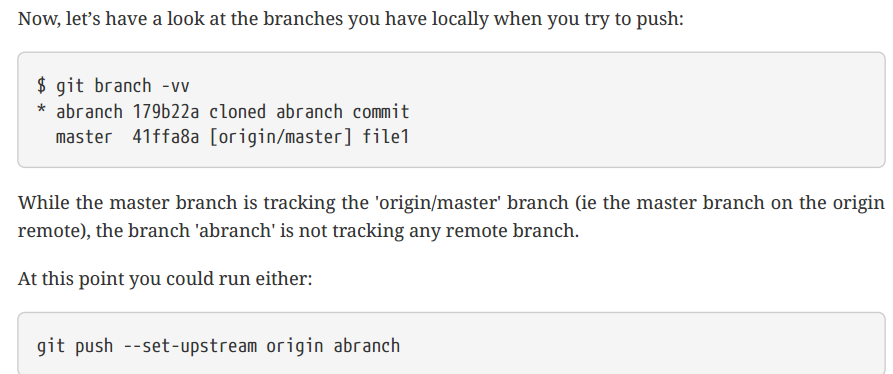 Now, let’s have a look at the branches you have locally when you try to push:
$ git branch -vv
* abranch 179b22a cloned abranch commit
  master  41ffa8a [origin/master] file1
While the master branch is tracking the 'origin/master' branch (ie the master branch on the origin
remote), the branch 'abranch' is not tracking any remote branch.
At this point you could run either:
git push --set-upstream origin abranch